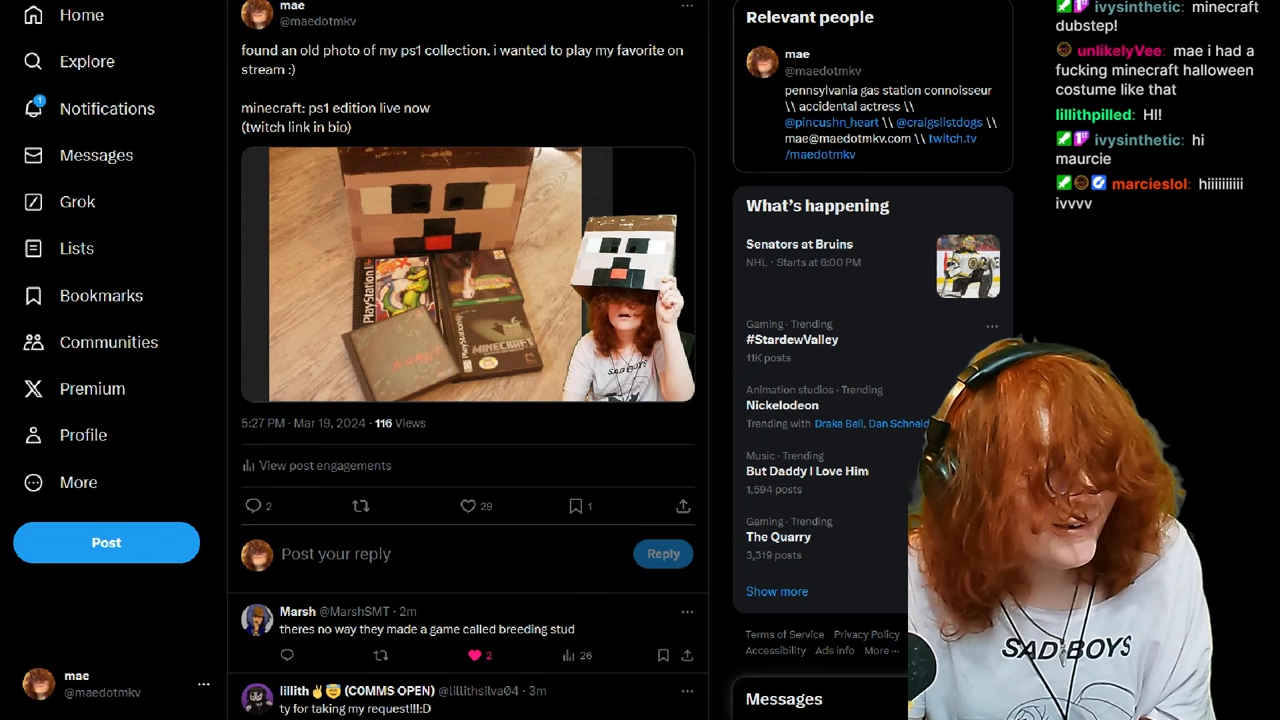 Home
Explore
1
Notifications
Messages
Grok
Lists
Bookmarks
Communities
Premium
Profile
More
Post
mae
@maedotmkv
mae
@maedotmkv
found an old photo of my ps1 collection. i wanted to play my favorite on
stream :)
minecraft: ps1 edition live now
(twitch link in bio)
PlayStation
PlayStation
MINECRAFT
SAD BOYS
5:27 PM · Mar 19, 2024 · 116 Views
View post engagements
2
29
1
Post your reply
Reply
Marsh @MarshSMT · 2m
theres no way they made a game called breeding stud
2
26
lillith✌😇 (COMMS OPEN) @lillithsilva04 · 3m
ty for taking my request!!!:D
Relevant people
mae
@maedotmkv
pennsylvania gas station connoisseur
\\ accidental actress \\
@pincushn_heart \\ @craigslistdogs \\
mae@maedotmkv.com \\ twitch.tv
/maedotmkv
What's happening
Senators at Bruins
NHL · Starts at 6:00 PM
Gaming · Trending
#StardewValley
11K posts
Animation studios · Trending
Nickelodeon
Trending with Drake Bell, Dan Schneid
Music · Trending
But Daddy I Love Him
1,594 posts
Gaming · Trending
The Quarry
3,319 posts
Show more
Terms of Service Privacy Policy
Accessibility Ads info More
Messages
ivysinthetic: minecraft
dubstep!
unlikelyVee: mae i had a
fucking minecraft halloween
costume like that
lillithpilled: HI!
ivysinthetic: hi
maurcie
marcieslol: hiiiiiiiiii
ivvvv
SAD BOYS